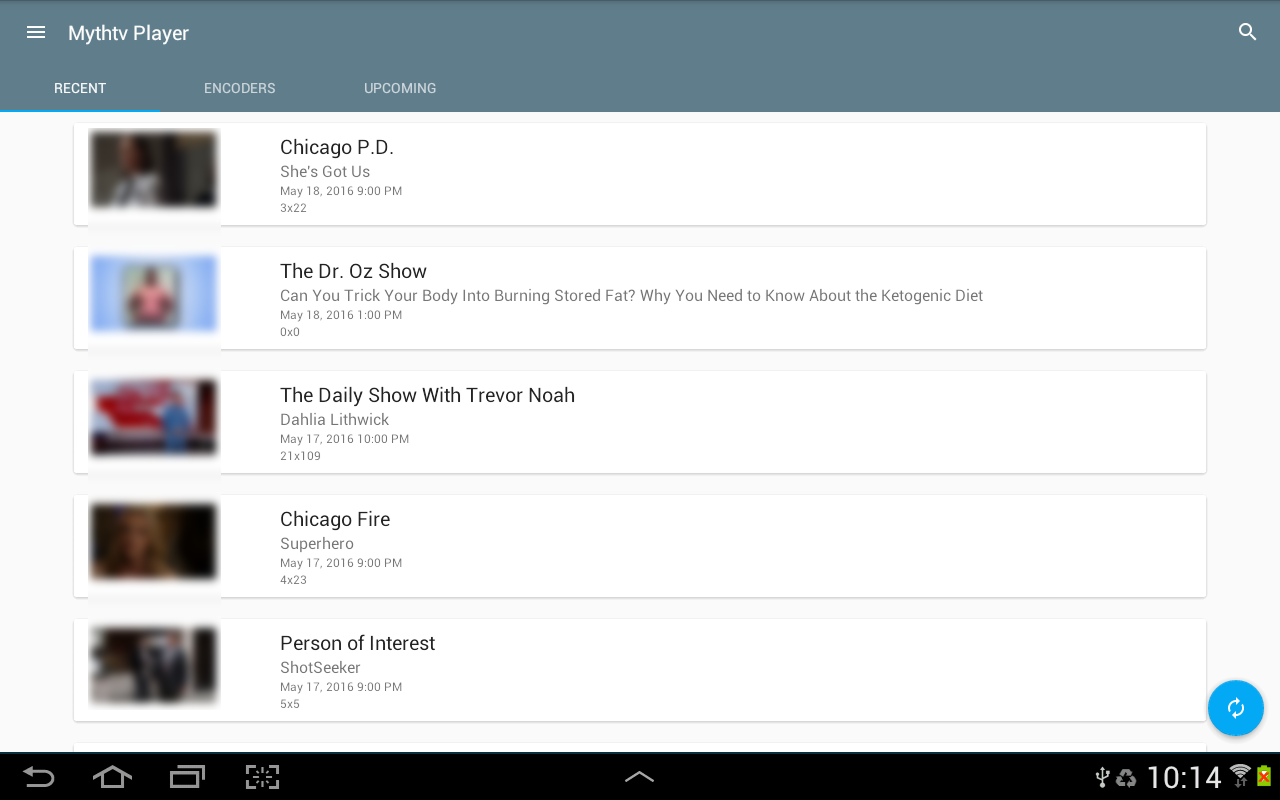 Mythtv Player
RECENT
ENCODERS
UPCOMING
Chicago P.D.
She's Got Us
May 18, 2016 9:00 PM
3x22
The Dr. Oz Show
Can You Trick Your Body Into Burning Stored Fat? Why You Need to Know About the Ketogenic Diet
May 18, 2016 1:00 PM
0x0
The Daily Show With Trevor Noah
Dahlia Lithwick
May 17, 2016 10:00 PM
21x109
Chicago Fire
Superhero
May 17, 2016 9:00 PM
4x23
Person of Interest
ShotSeeker
May 17, 2016 9:00 PM
5x5
10:14